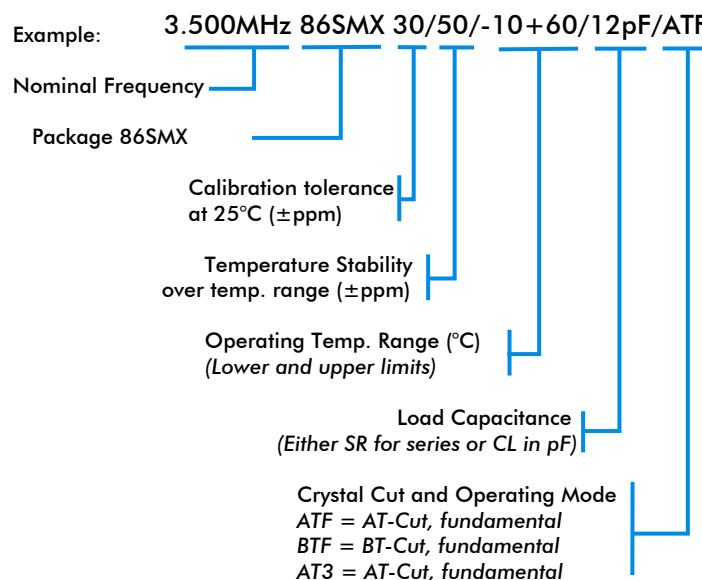 Example: 3.500MHz 86SMX 30/50/-10+60/12pF/ATF
Nominal Frequency
Package 86SMX
Calibration tolerance
at 25°C (±ppm)
Temperature Stability
over temp. range (±ppm)
Operating Temp. Range (°C)
(Lower and upper limits)
Load Capacitance
(Either SR for series or CL in pF)
Crystal Cut and Operating Mode
ATF = AT-Cut, fundamental
BTF = BT-Cut, fundamental
AT3 = AT-Cut, fundamental